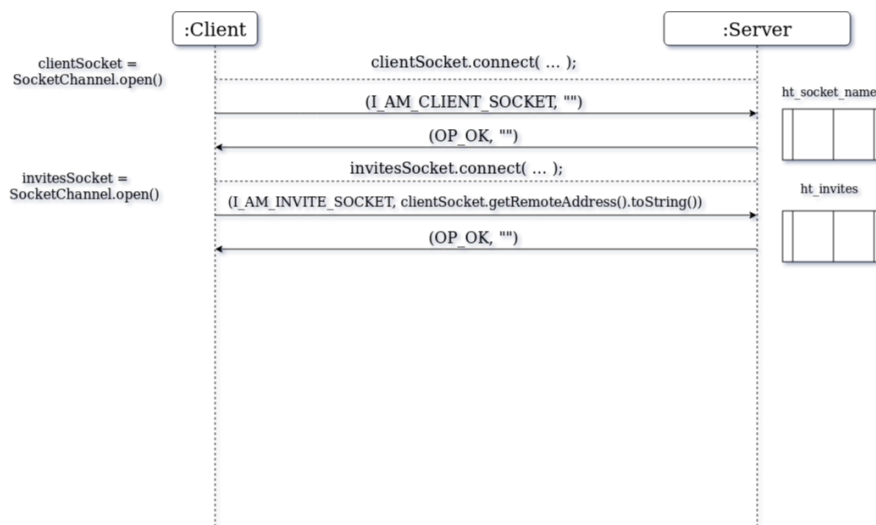 :Client
:Server
clientSocket =
SocketChannel.open()
clientSocket.connect( ... );
(I_AM_CLIENT_SOCKET, "")
ht_socket_name
(OP_OK, "")
invitesSocket =
SocketChannel.open()
invitesSocket.connect( ... );
ht_invites
(I_AM_INVITE_SOCKET, clientSocket.getRemoteAddress().toString())
(OP_OK, "")